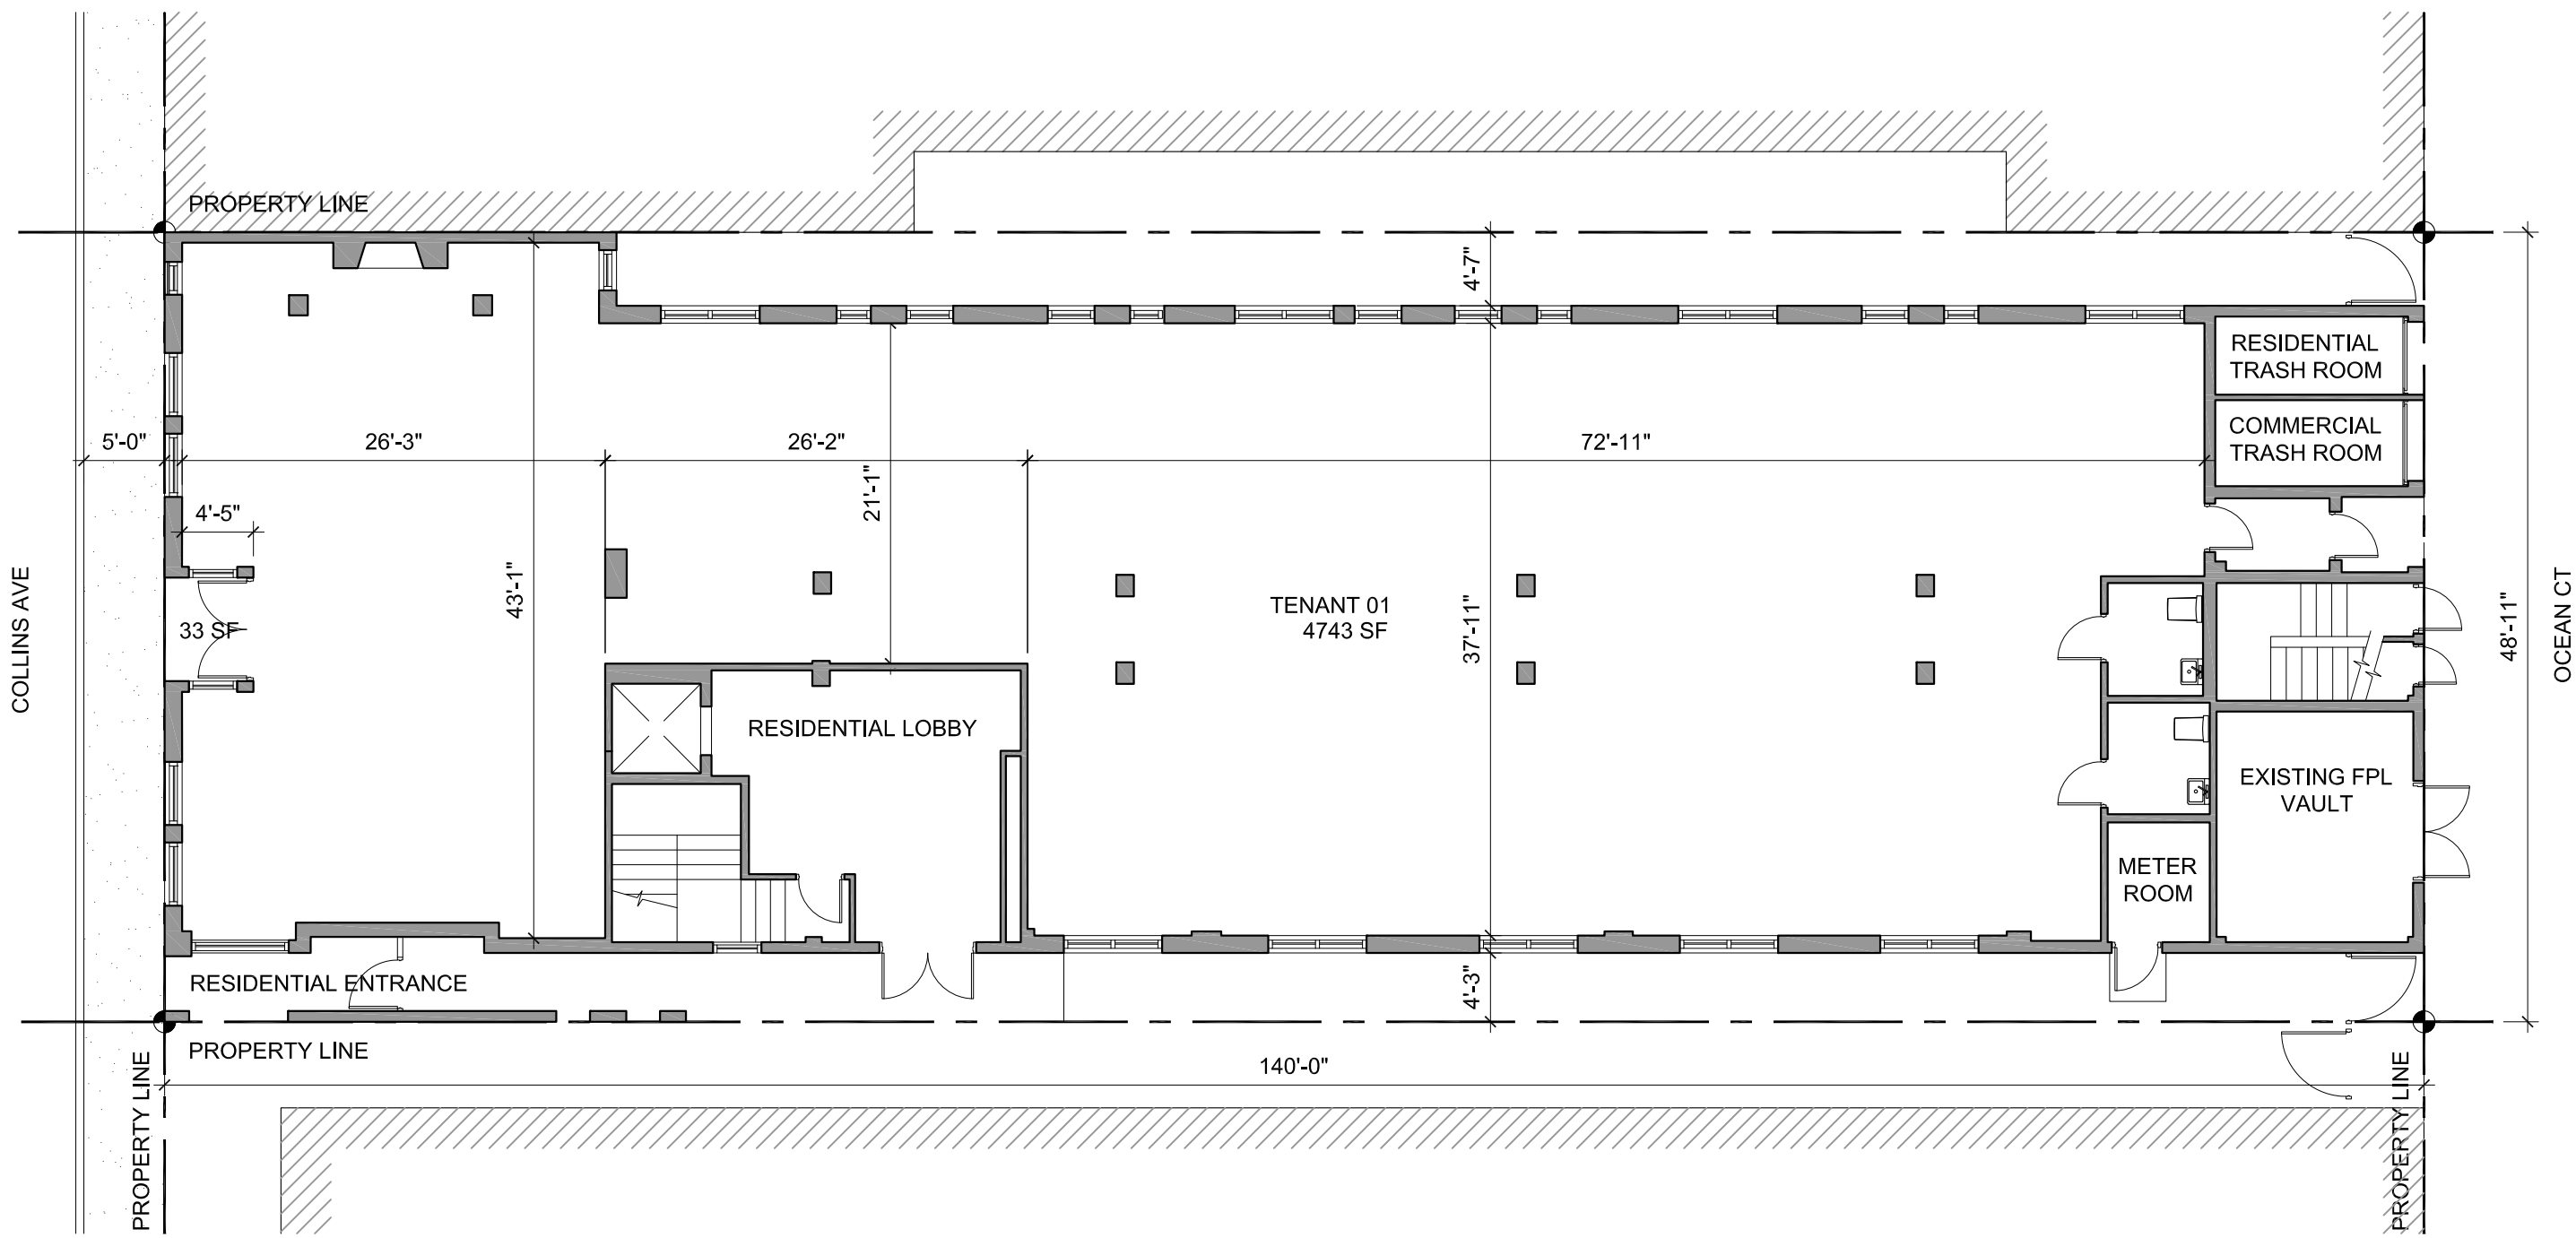 PROPERTY LINE
4'-7"
RESIDENTIAL
TRASH ROOM
COMMERCIAL
TRASH ROOM
5'-0"
26'-3"
26'-2"
72'-11"
21'-1"
4'-5"
43'-1"
COLLINS AVE
33 SF
TENANT 01
4743 SF
37'-11"
48'-11"
OCEAN CT
RESIDENTIAL LOBBY
EXISTING FPL
VAULT
METER
ROOM
RESIDENTIAL ENTRANCE
4'-3"
PROPERTY LINE
140'-0"
PROPERTY LINE
PROPERTY LINE